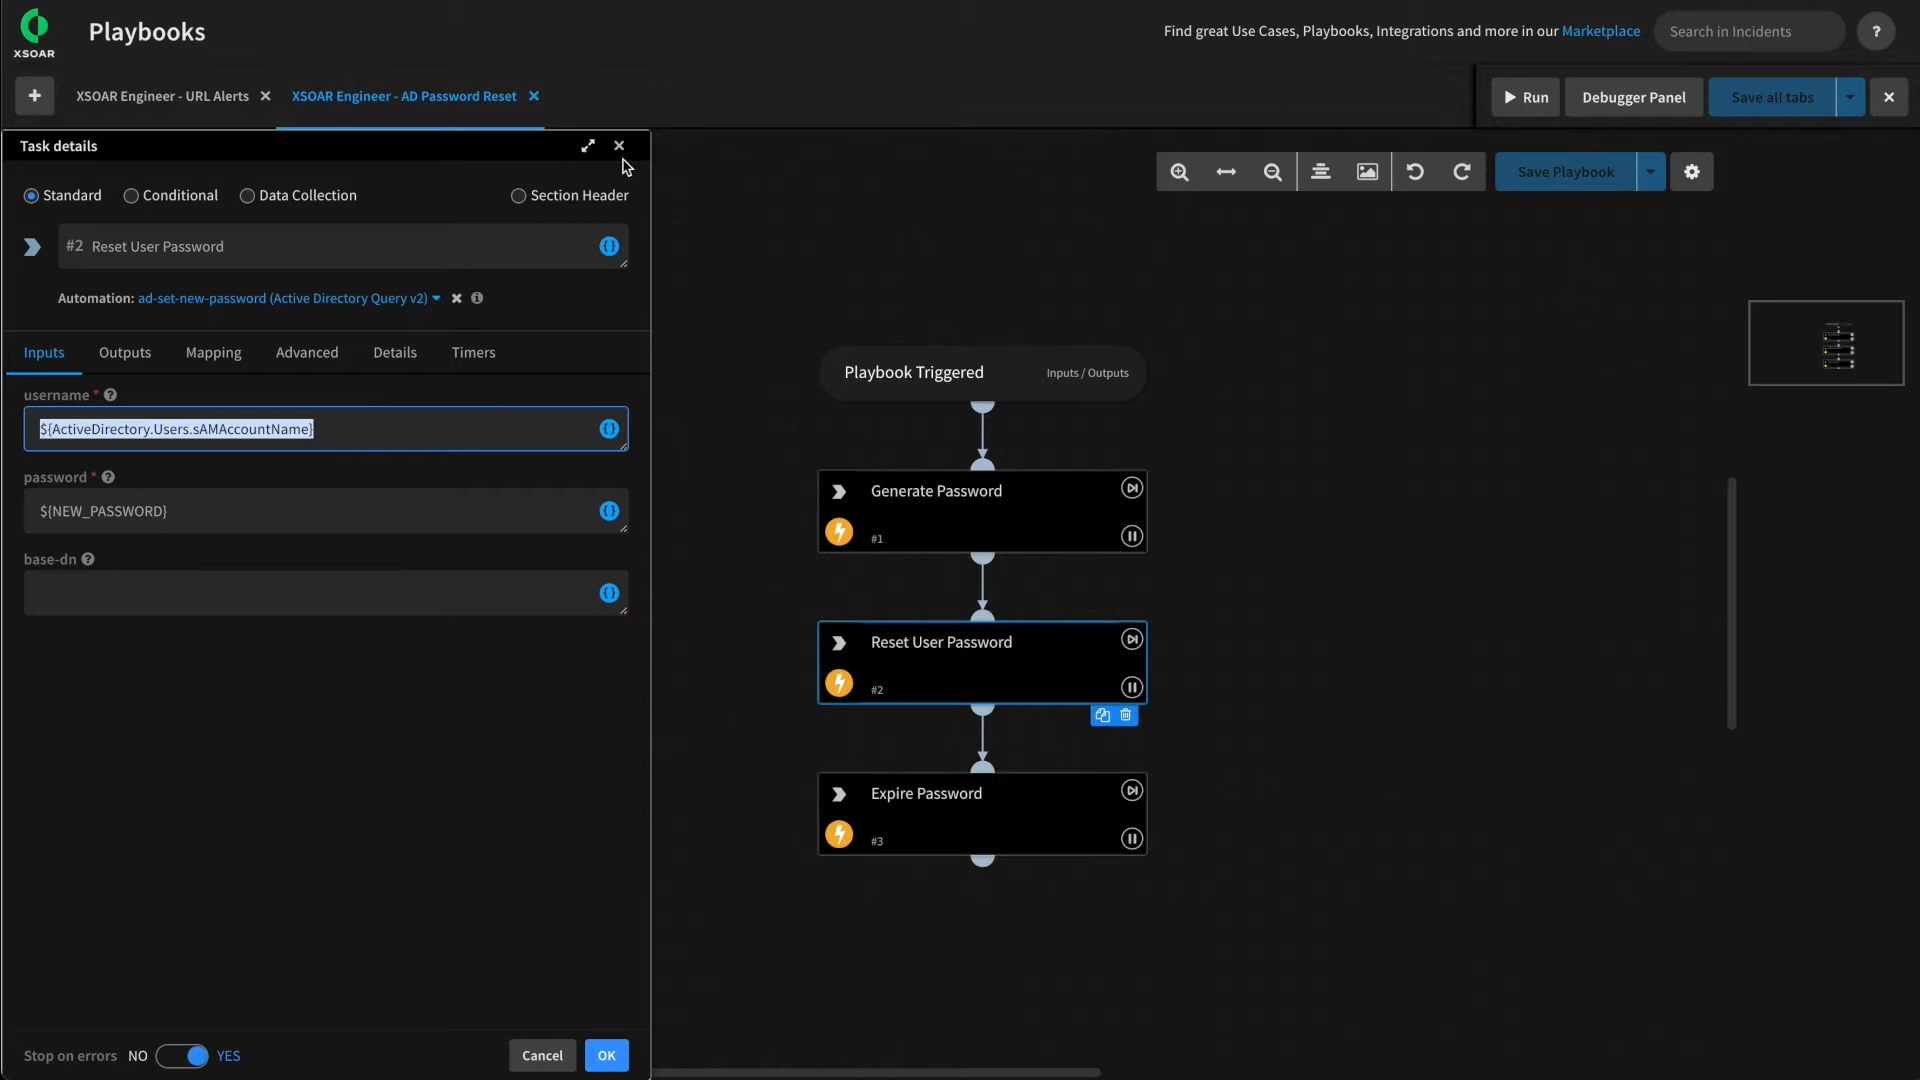 XSOAR
Playbooks
Find great Use Cases, Playbooks, Integrations and more in our Marketplace
Search in Incidents
?
+
XSOAR Engineer - URL Alerts
XSOAR Engineer - AD Password Reset
Run
Debugger Panel
Save all tabs
Task details
Standard
Conditional
Data Collection
Section Header
#2 Reset User Password
Automation: ad-set-new-password (Active Directory Query v2)
Inputs
Outputs
Mapping
Advanced
Details
Timers
username *
${ActiveDirectory.Users.sAMAccountName}
password *
${NEW_PASSWORD}
base-dn
Stop on errors NO YES
Cancel
OK
Save Playbook
Playbook Triggered
Inputs / Outputs
Generate Password
#1
Reset User Password
#2
Expire Password
#3